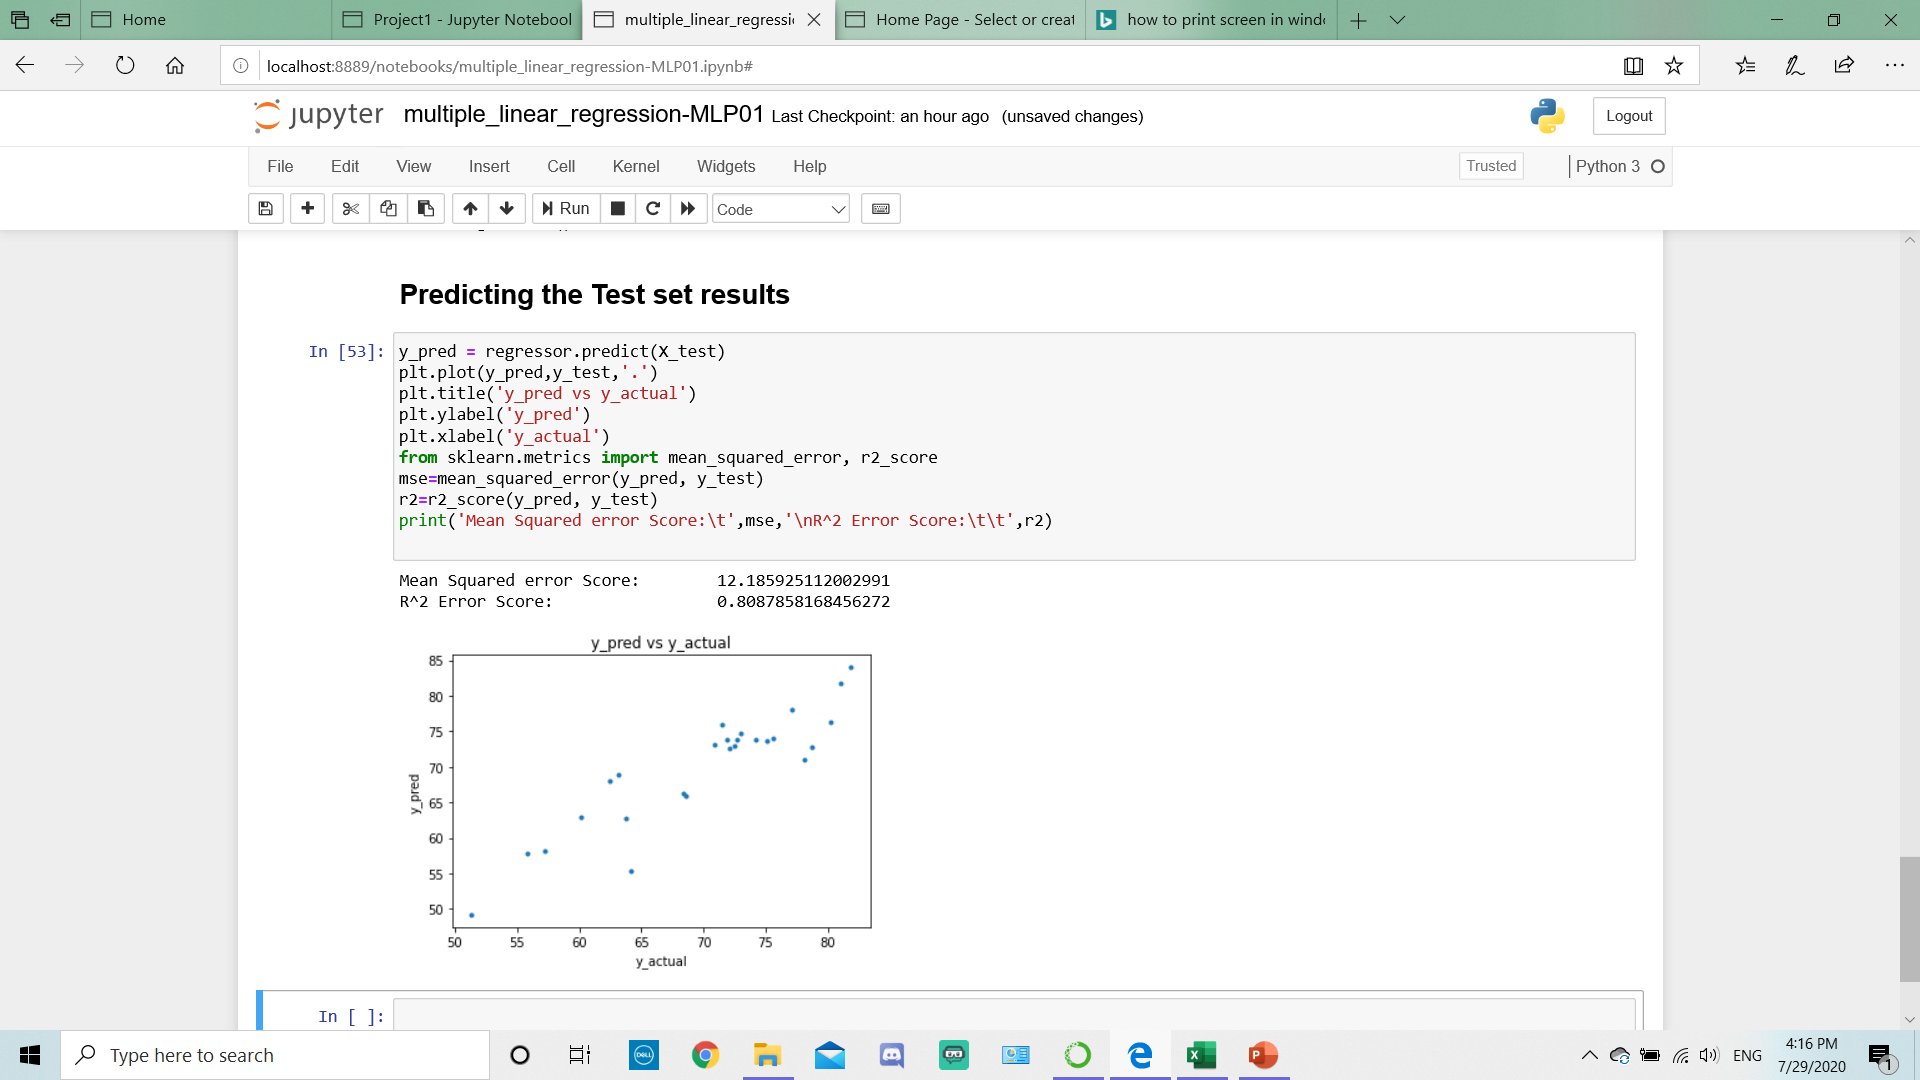 Home
Project1 - Jupyter Notebool
multiple_linear_regressi
Home Page - Select or creat
how to print screen in wind
localhost:8889/notebooks/multiple_linear_regression-MLP01.ipynb#
jupyter multiple_linear_regression-MLP01 Last Checkpoint: an hour ago (unsaved changes)
Logout
File Edit View Insert Cell Kernel Widgets Help
Trusted
Python 3
Run
Code
Predicting the Test set results
In [53]:
y_pred = regressor.predict(X_test)
plt.plot(y_pred,y_test,'.')
plt.title('y_pred vs y_actual')
plt.ylabel('y_pred')
plt.xlabel('y_actual')
from sklearn.metrics import mean_squared_error, r2_score
mse=mean_squared_error(y_pred, y_test)
r2=r2_score(y_pred, y_test)
print('Mean Squared error Score:\t',mse,'\nR^2 Error Score:\t\t',r2)
Mean Squared error Score: 12.185925112002991
R^2 Error Score: 0.8087858168456272
y_pred vs y_actual
85
80
75
70
65
60
55
50
y_pred
50 55 60 65 70 75 80
y_actual
In [ ]:
Type here to search
DELL
ENG
4:16 PM
7/29/2020
1